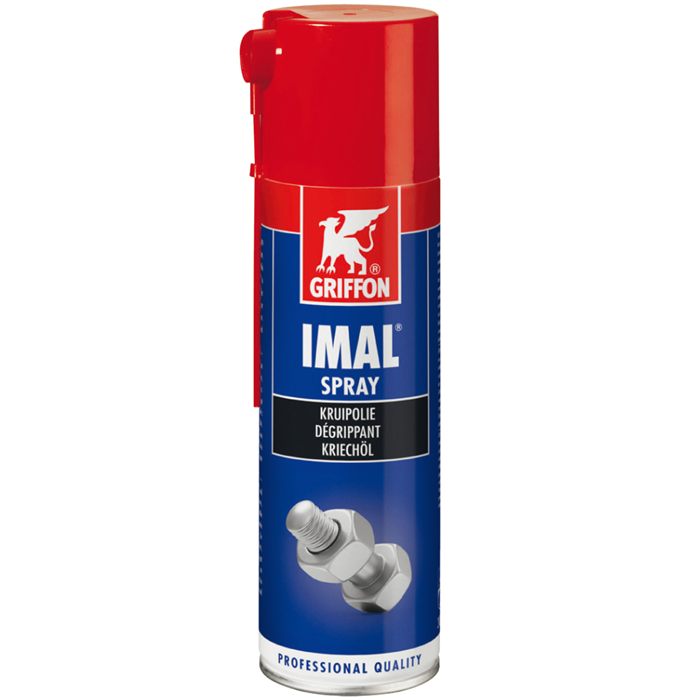 ®
GRIFFON
IMAL®
SPRAY
KRUIPOLIE
DÉGRIPPANT
KRIECHÖL
PROFESSIONAL QUALITY